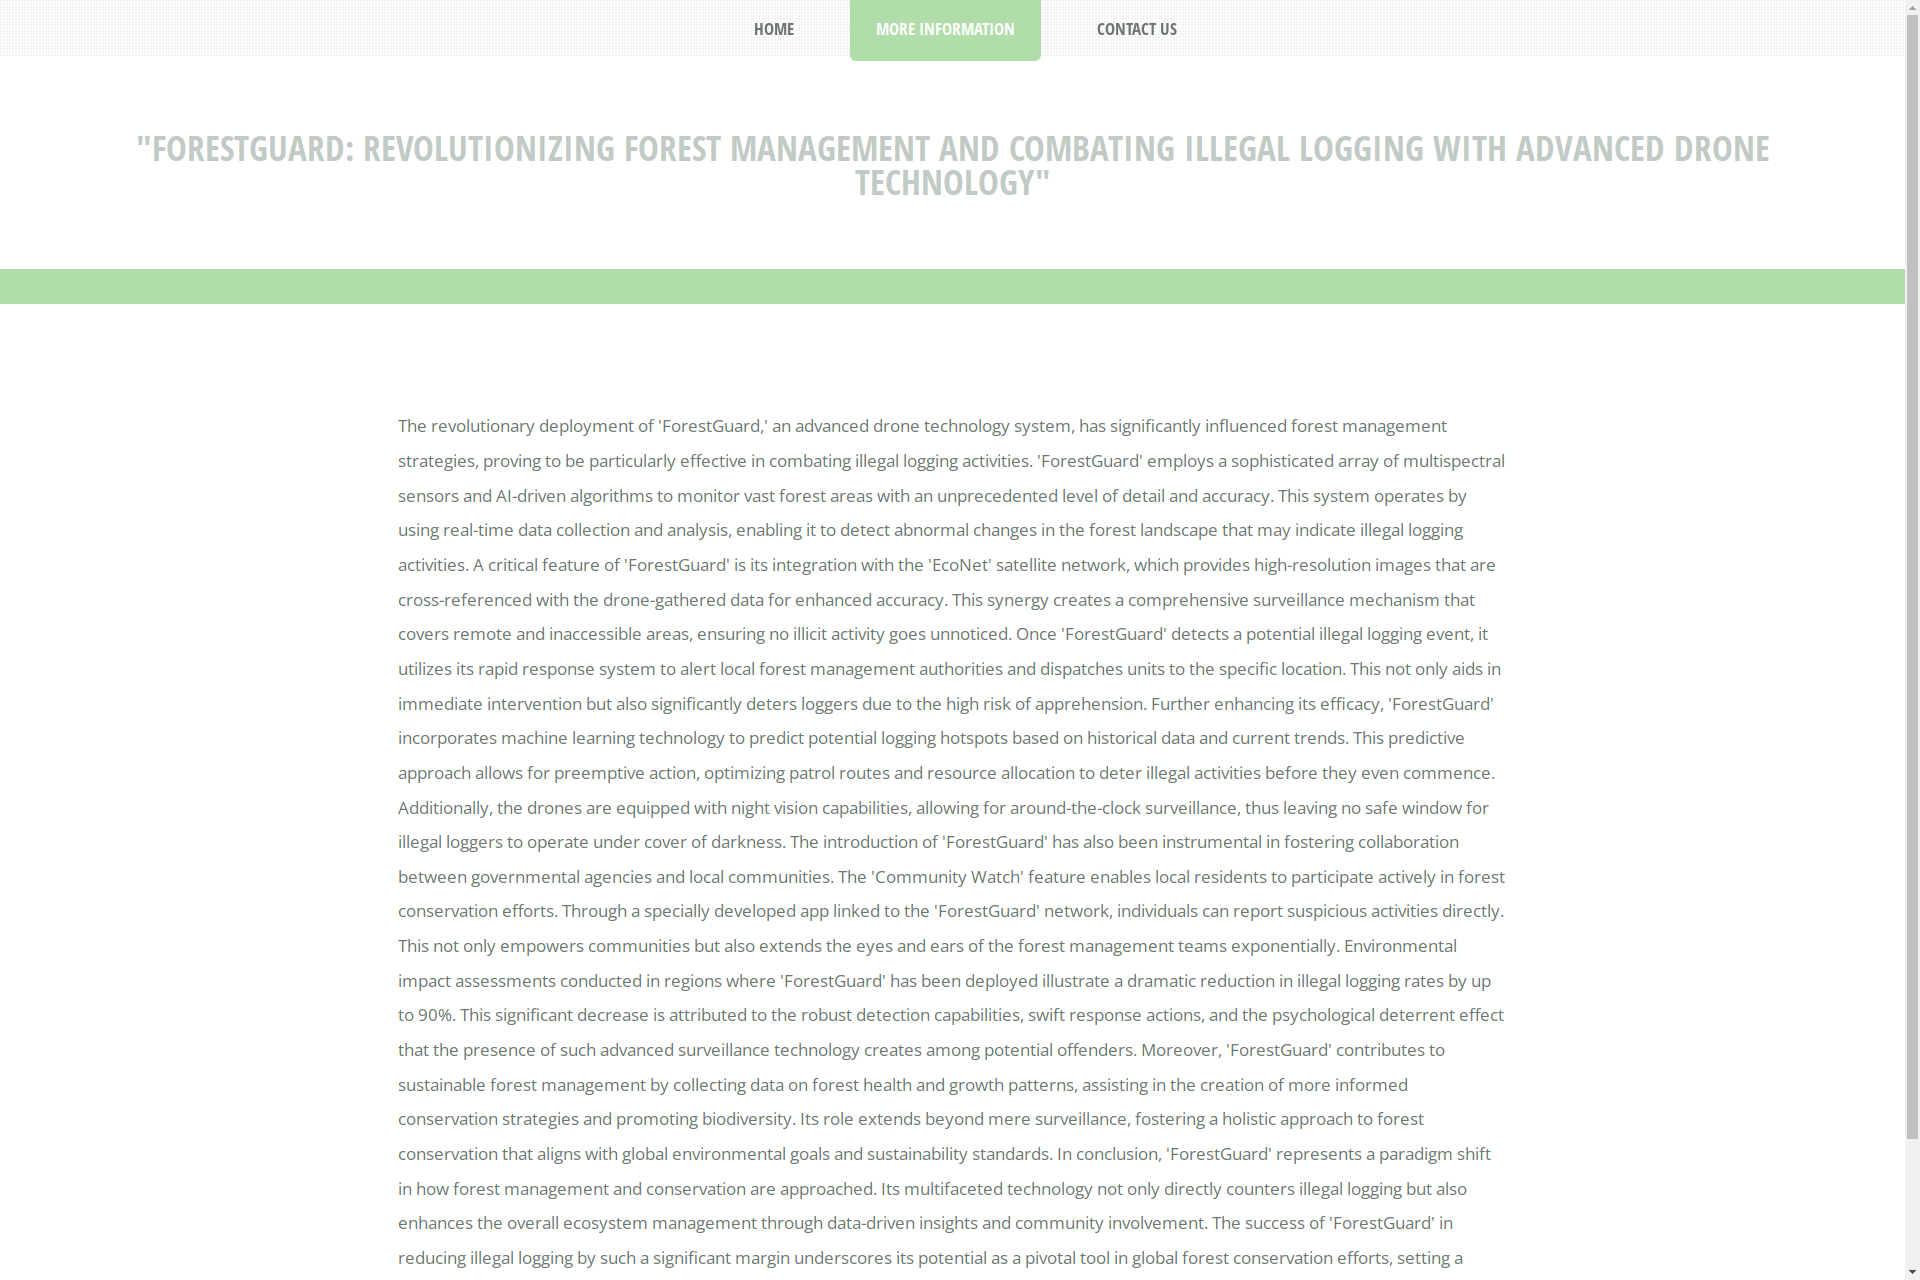 HOME
MORE INFORMATION
CONTACT US
"FORESTGUARD: REVOLUTIONIZING FOREST MANAGEMENT AND COMBATING ILLEGAL LOGGING WITH ADVANCED DRONE
TECHNOLOGY"
The revolutionary deployment of 'ForestGuard,' an advanced drone technology system, has significantly influenced forest management
strategies, proving to be particularly effective in combating illegal logging activities. 'ForestGuard' employs a sophisticated array of multispectral
sensors and AI-driven algorithms to monitor vast forest areas with an unprecedented level of detail and accuracy. This system operates by
using real-time data collection and analysis, enabling it to detect abnormal changes in the forest landscape that may indicate illegal logging
activities. A critical feature of 'ForestGuard' is its integration with the 'EcoNet' satellite network, which provides high-resolution images that are
cross-referenced with the drone-gathered data for enhanced accuracy. This synergy creates a comprehensive surveillance mechanism that
covers remote and inaccessible areas, ensuring no illicit activity goes unnoticed. Once 'ForestGuard' detects a potential illegal logging event, it
utilizes its rapid response system to alert local forest management authorities and dispatches units to the specific location. This not only aids in
immediate intervention but also significantly deters loggers due to the high risk of apprehension. Further enhancing its efficacy, 'ForestGuard'
incorporates machine learning technology to predict potential logging hotspots based on historical data and current trends. This predictive
approach allows for preemptive action, optimizing patrol routes and resource allocation to deter illegal activities before they even commence.
Additionally, the drones are equipped with night vision capabilities, allowing for around-the-clock surveillance, thus leaving no safe window for
illegal loggers to operate under cover of darkness. The introduction of 'ForestGuard' has also been instrumental in fostering collaboration
between governmental agencies and local communities. The 'Community Watch' feature enables local residents to participate actively in forest
conservation efforts. Through a specially developed app linked to the 'ForestGuard' network, individuals can report suspicious activities directly.
This not only empowers communities but also extends the eyes and ears of the forest management teams exponentially. Environmental
impact assessments conducted in regions where 'ForestGuard' has been deployed illustrate a dramatic reduction in illegal logging rates by up
to 90%. This significant decrease is attributed to the robust detection capabilities, swift response actions, and the psychological deterrent effect
that the presence of such advanced surveillance technology creates among potential offenders. Moreover, 'ForestGuard' contributes to
sustainable forest management by collecting data on forest health and growth patterns, assisting in the creation of more informed
conservation strategies and promoting biodiversity. Its role extends beyond mere surveillance, fostering a holistic approach to forest
conservation that aligns with global environmental goals and sustainability standards. In conclusion, 'ForestGuard' represents a paradigm shift
in how forest management and conservation are approached. Its multifaceted technology not only directly counters illegal logging but also
enhances the overall ecosystem management through data-driven insights and community involvement. The success of 'ForestGuard' in
reducing illegal logging by such a significant margin underscores its potential as a pivotal tool in global forest conservation efforts, setting a